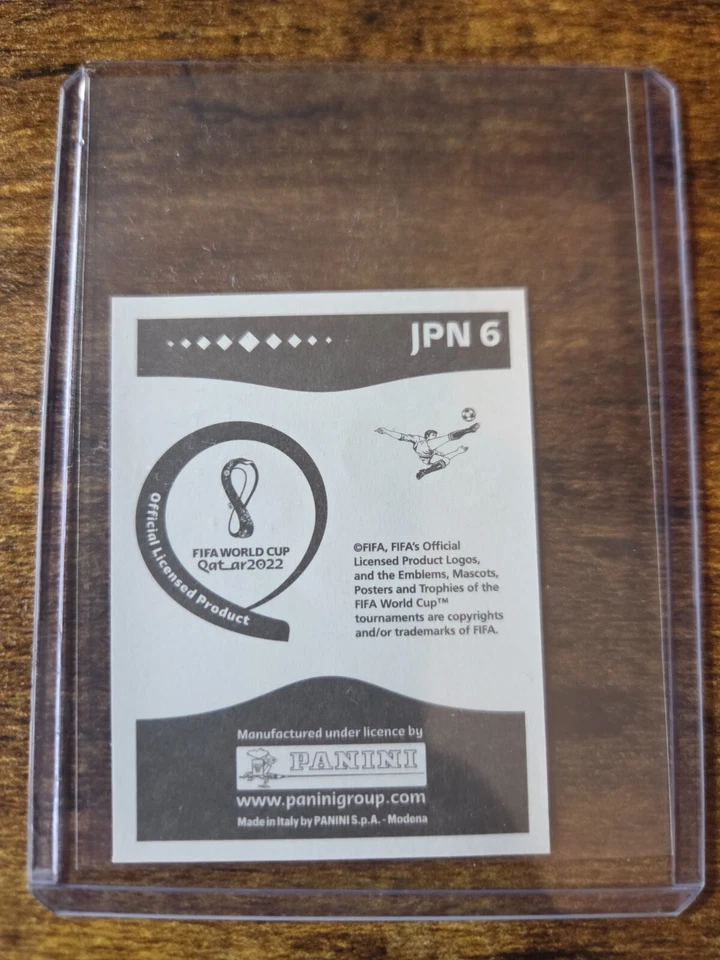 JPN 6
Official Licensed Product
FIFA WORLD CUP
Qatar2022
©FIFA, FIFA's Official
Licensed Product Logos,
and the Emblems, Mascots,
Posters and Trophies of the
FIFA World Cup™
tournaments are copyrights
and/or trademarks of FIFA.
Manufactured under licence by
PANINI
www.paninigroup.com
Made in Italy by PANINI S.p.A. - Modena